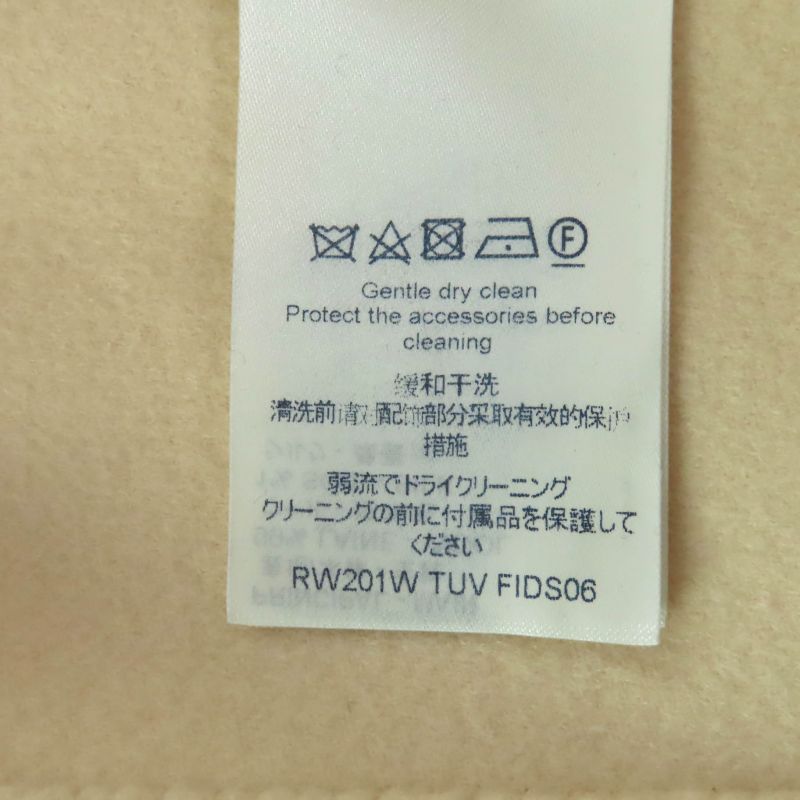 F
Gentle dry clean
Protect the accessories before
cleaning
缓和干洗
清洗前请对配饰部分采取有效的保护
措施
弱流でドライクリーニング
クリーニングの前に付属品を保護して
ください
RW201W TUV FIDS06